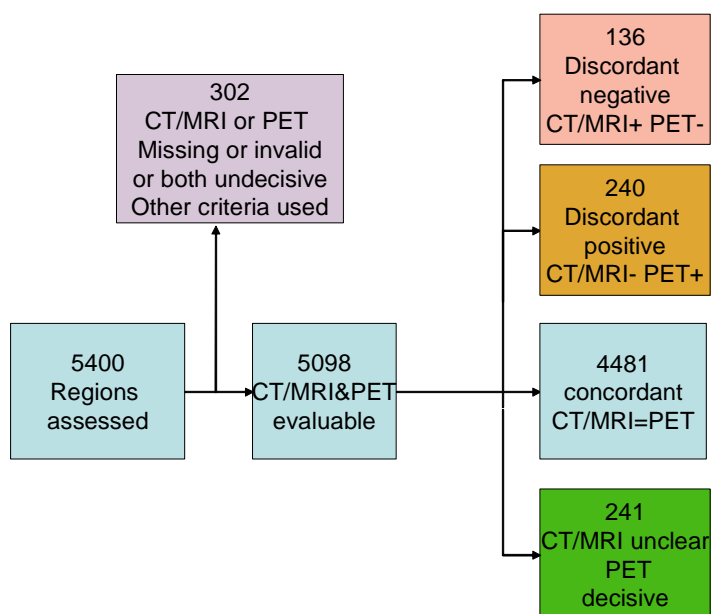 302
CT/MRI or PET
Missing or invalid
or both undecisive
Other criteria used
5400
Regions
assessed
5098
CT/MRI&PET
evaluable
136
Discordant
negative
CT/MRI+ PET-
240
Discordant
positive
CT/MRI- PET+
4481
concordant
CT/MRI=PET
241
CT/MRI unclear
PET
decisive